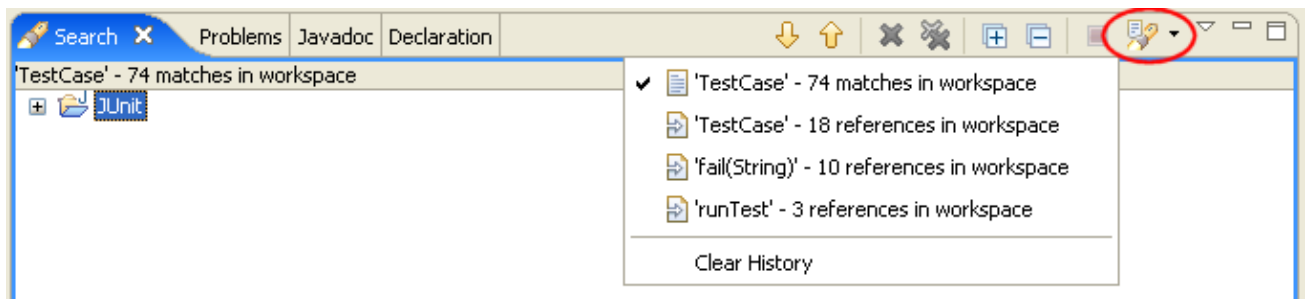 Search Problems Javadoc Declaration
'TestCase' - 74 matches in workspace
JUnit
'TestCase' - 74 matches in workspace
'TestCase' - 18 references in workspace
'fail(String)' - 10 references in workspace
'runTest' - 3 references in workspace
Clear History